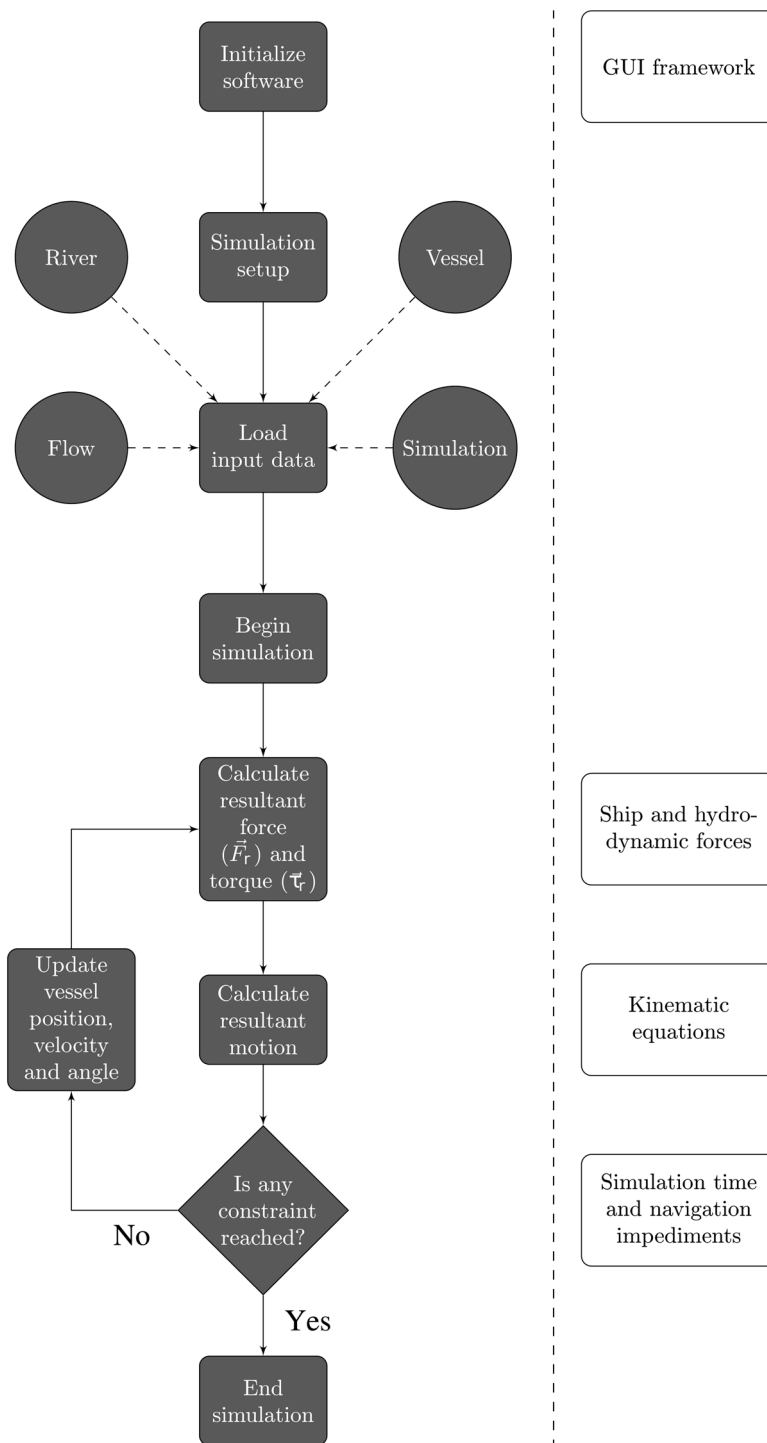 Initialize
software
GUI framework
River
Simulation
setup
Vessel
Flow
Load
input data
Simulation
Begin
simulation
Calculate
resultant
force
(F⃗r) and
torque (τ⃗r)
Ship and hydro-
dynamic forces
Update
vessel
position,
velocity
and angle
Calculate
resultant
motion
Kinematic
equations
Is any
constraint
reached?
Simulation time
and navigation
impediments
No
Yes
End
simulation